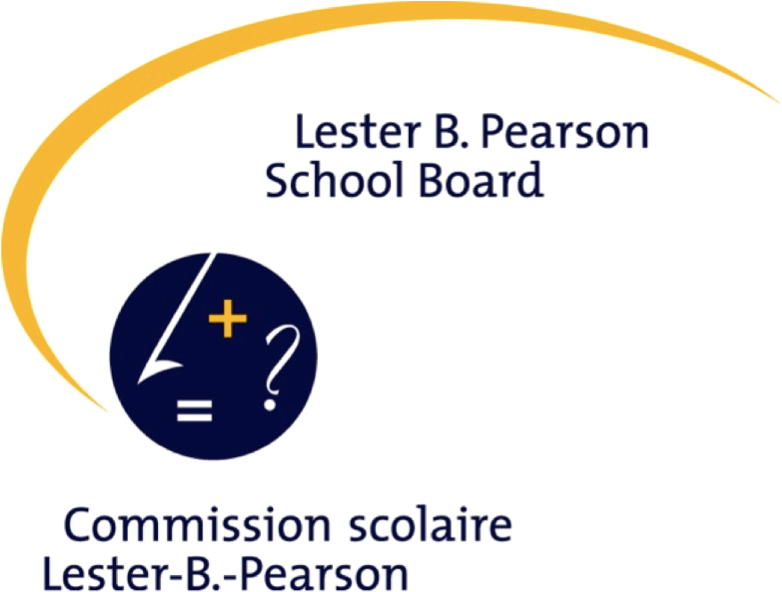 Lester B. Pearson
School Board
+
?
=
Commission scolaire
Lester-B.-Pearson